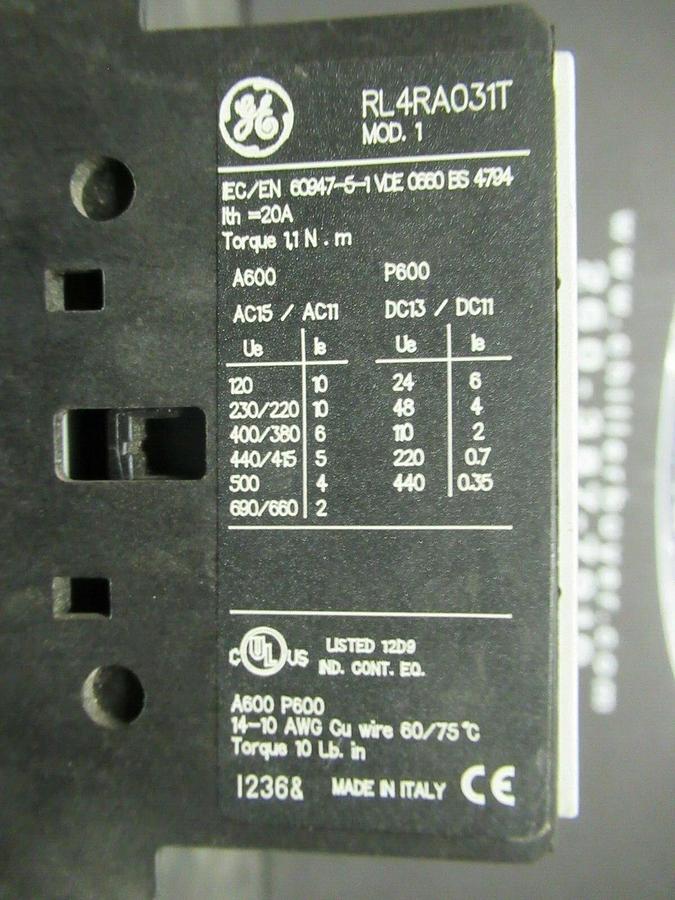 GE
RL4RA031T
MOD. 1
IEC/EN 60947-5-1 VDE 0660 BS 4794
Ith =20A
Torque 1,1 N . m
A600 P600
AC15 / AC11 DC13 / DC11
Ue Ie Ue Ie
120 10 24 6
230/220 10 48 4
400/380 6 110 2
440/415 5 220 0.7
500 4 440 0.35
690/660 2
C UL US LISTED 12D9
IND. CONT. EQ.
A600 P600
14-10 AWG Cu wire 60/75°C
Torque 10 Lb. in
I236& MADE IN ITALY CE